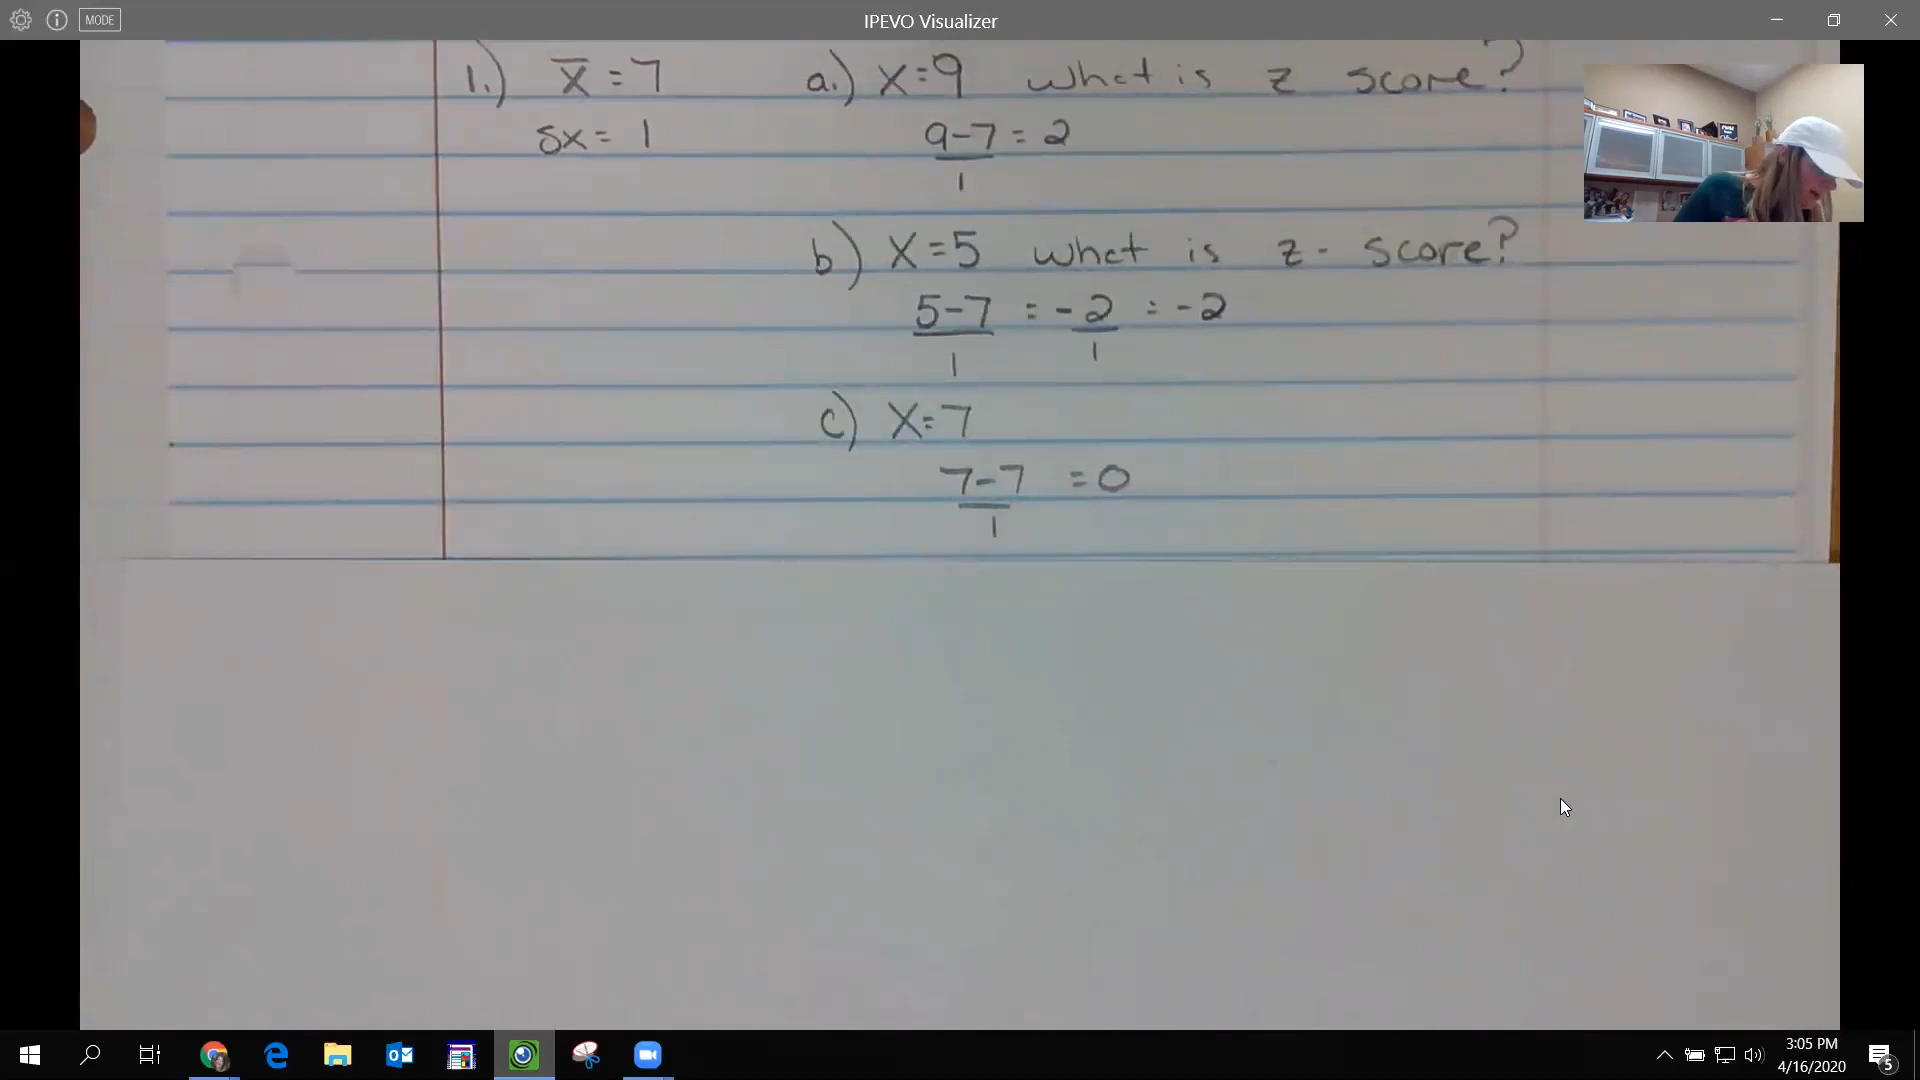 MODE
IPEVO Visualizer
1.) x̅ = 7 a.) x=9 what is z score?
Sx = 1 9-7 = 2
1
b) x=5 what is z- score?
5-7 = -2 = -2
1 1
c) x=7
7-7 = 0
1
3:05 PM
4/16/2020
5